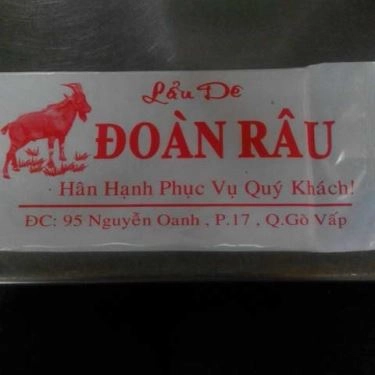 Lẩu Dê
ĐOÀN RÂU
Hân Hạnh Phục Vụ Quý Khách!
ĐC: 95 Nguyễn Oanh , P.17 , Q.Gò Vấp